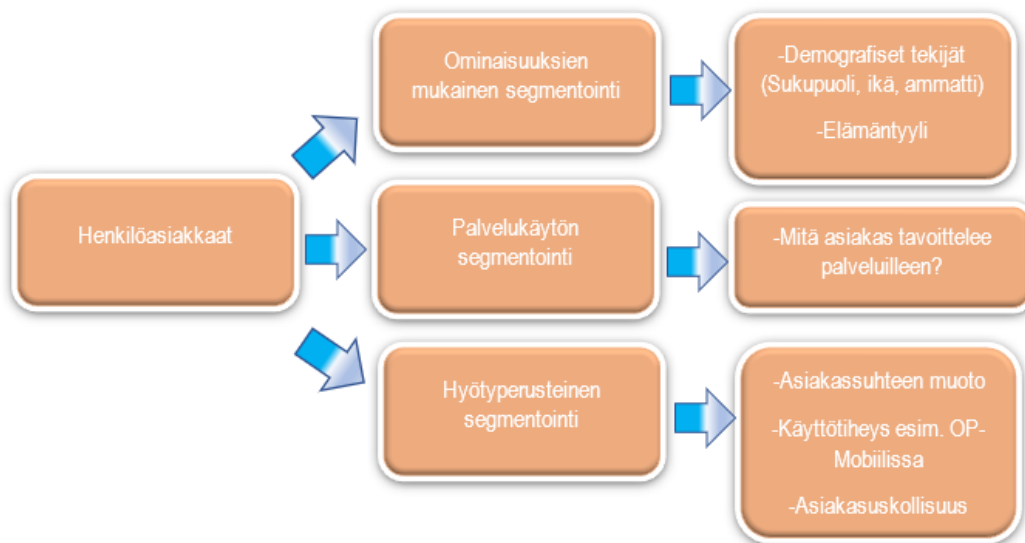 Henkilöasiakkaat
Ominaisuuksien
mukainen segmentointi
-Demografiset tekijät
(Sukupuoli, ikä, ammatti)
-Elämäntyyli
Palvelukäytön
segmentointi
-Mitä asiakas tavoittelee
palveluilleen?
Hyötyperusteinen
segmentointi
-Asiakassuhteen muoto
-Käyttötiheys esim. OP-
Mobiilissa
-Asiakasuskollisuus